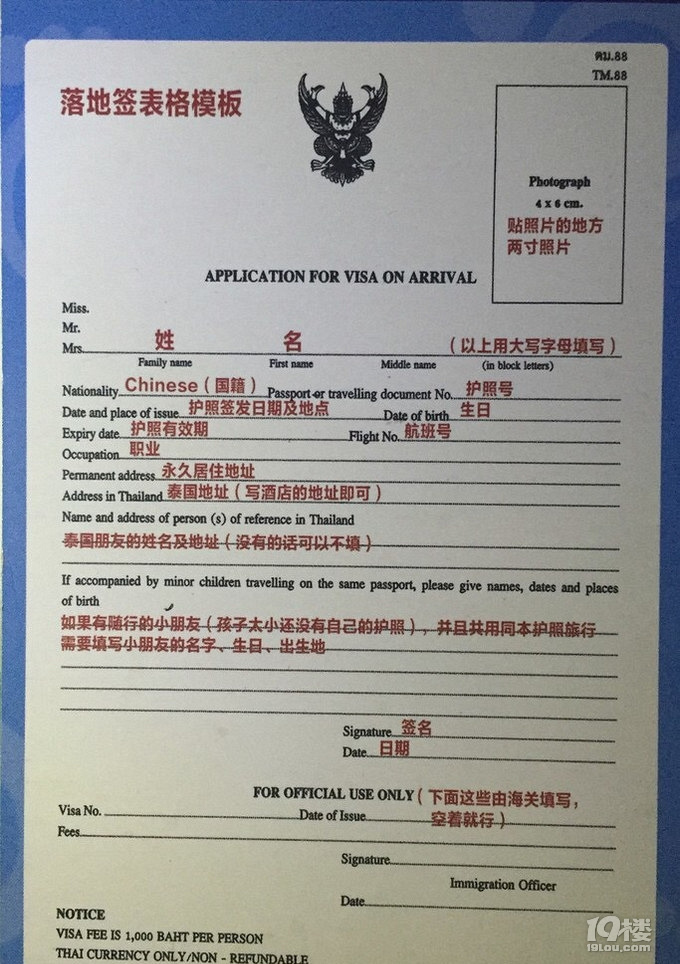 ตม.88
TM.88
落地签表格模板
Photograph
4 x 6 cm.
贴照片的地方
两寸照片
APPLICATION FOR VISA ON ARRIVAL
Miss.
Mr.
Mrs. 姓 名 （以上用大写字母填写）
Family name First name Middle name (in block letters)
Nationality Chinese（国籍） Passport or travelling document No. 护照号
Date and place of issue 护照签发日期及地点 Date of birth 生日
Expiry date 护照有效期 Flight No. 航班号
Occupation 职业
Permanent address 永久居住地址
Address in Thailand 泰国地址（写酒店的地址即可）
Name and address of person (s) of reference in Thailand
泰国朋友的姓名及地址（没有的话可以不填）
If accompanied by minor children travelling on the same passport, please give names, dates and places
of birth
如果有随行的小朋友（孩子太小还没有自己的护照），并且共用同本护照旅行
需要填写小朋友的名字、生日、出生地
Signature 签名
Date 日期
FOR OFFICIAL USE ONLY（下面这些由海关填写，
Visa No. Date of Issue 空着就行）
Fees
Signature
Immigration Officer
Date
NOTICE
VISA FEE IS 1,000 BAHT PER PERSON
THAI CURRENCY ONLY/NON - REFUNDABLE
19楼
19lou.com